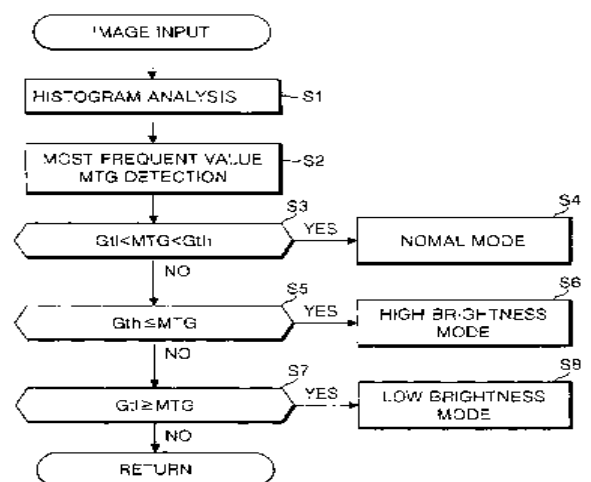 IMAGE INPUT
HISTOGRAM ANALYSIS
S1
MOST FREQUENT VALUE
MTG DETECTION
S2
S3
Gtl<MTG<Gth
YES
S4
NOMAL MODE
NO
S5
Gth≦MTG
YES
S6
HIGH BRIGHTNESS
MODE
NO
S7
Gtl≧MTG
YES
S8
LOW BRIGHTNESS
MODE
NO
RETURN